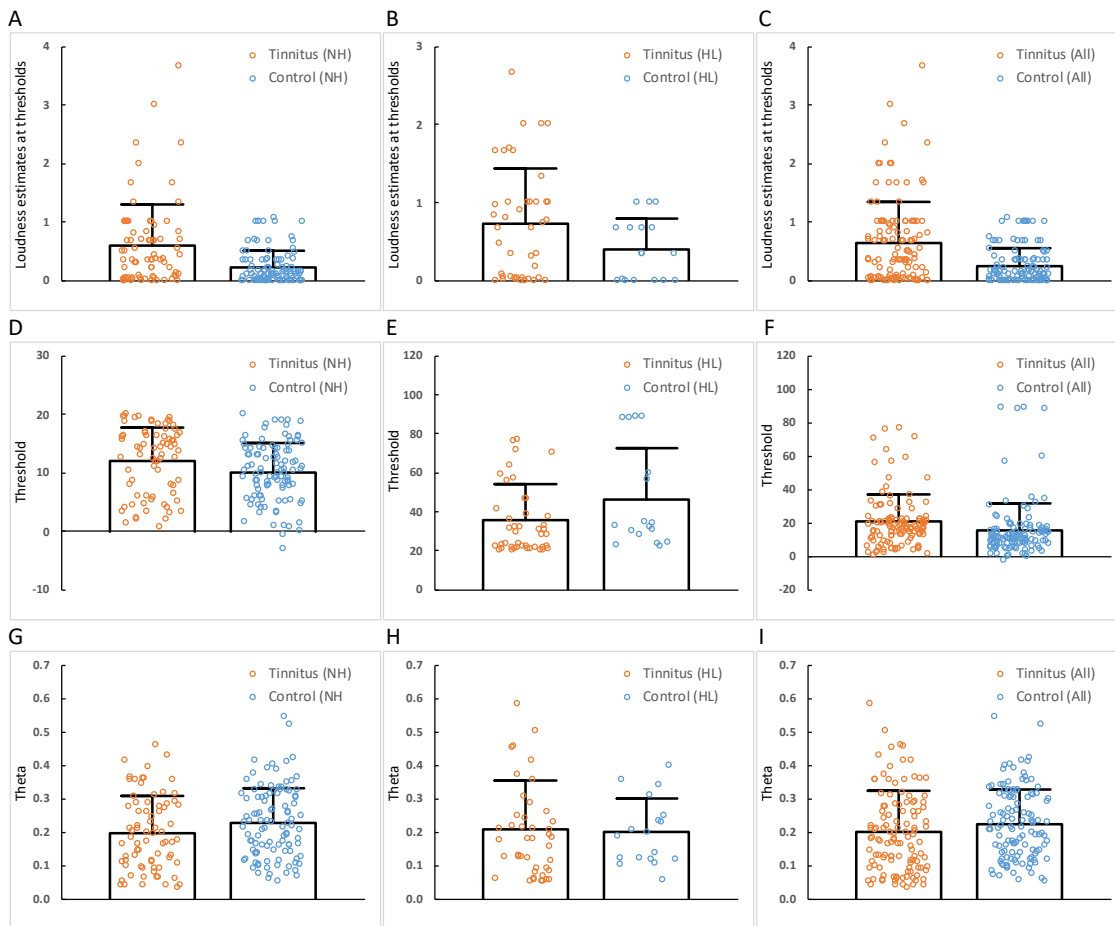 A
Loudness estimates at thresholds
4
3
2
1
0
Tinnitus (NH)
Control (NH)
B
Loudness estimates at thresholds
3
2
1
0
Tinnitus (HL)
Control (HL)
C
Loudness estimates at thresholds
4
3
2
1
0
Tinnitus (All)
Control (All)
D
Threshold
30
20
10
0
-10
Tinnitus (NH)
Control (NH)
E
Threshold
120
100
80
60
40
20
0
Tinnitus (HL)
Control (HL)
F
Threshold
120
100
80
60
40
20
0
-20
Tinnitus (All)
Control (All)
G
Theta
0.7
0.6
0.5
0.4
0.3
0.2
0.1
0.0
Tinnitus (NH)
Control (NH
H
Theta
0.7
0.6
0.5
0.4
0.3
0.2
0.1
0.0
Tinnitus (HL)
Control (HL)
I
Theta
0.7
0.6
0.5
0.4
0.3
0.2
0.1
0.0
Tinnitus (All)
Control (All)